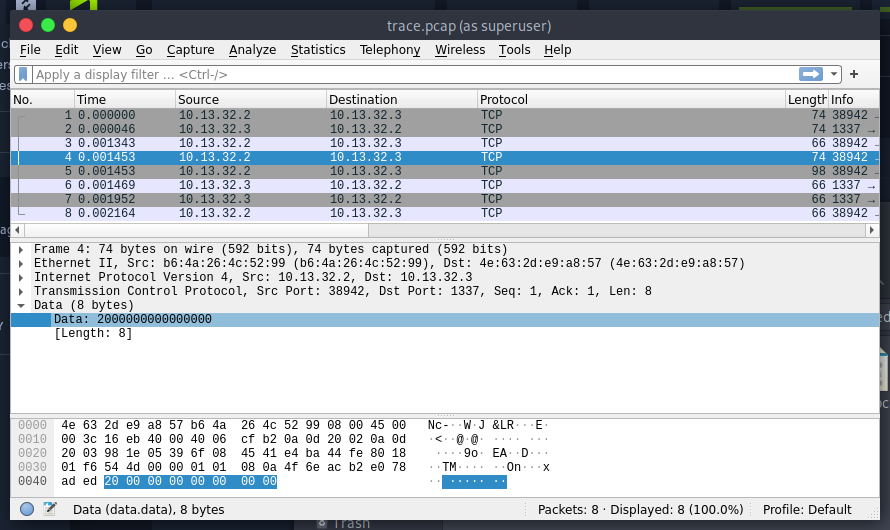 trace.pcap (as superuser)
File Edit View Go Capture Analyze Statistics Telephony Wireless Tools Help
Apply a display filter ... <Ctrl-/>
No. Time Source Destination Protocol Length Info
1 0.000000 10.13.32.2 10.13.32.3 TCP 74 38942 →
2 0.000046 10.13.32.3 10.13.32.2 TCP 74 1337 →
3 0.001343 10.13.32.2 10.13.32.3 TCP 66 38942 →
4 0.001453 10.13.32.2 10.13.32.3 TCP 74 38942 →
5 0.001453 10.13.32.2 10.13.32.3 TCP 98 38942 →
6 0.001469 10.13.32.3 10.13.32.2 TCP 66 1337 →
7 0.001952 10.13.32.3 10.13.32.2 TCP 66 1337 →
8 0.002164 10.13.32.2 10.13.32.3 TCP 66 38942 →
Frame 4: 74 bytes on wire (592 bits), 74 bytes captured (592 bits)
Ethernet II, Src: b6:4a:26:4c:52:99 (b6:4a:26:4c:52:99), Dst: 4e:63:2d:e9:a8:57 (4e:63:2d:e9:a8:57)
Internet Protocol Version 4, Src: 10.13.32.2, Dst: 10.13.32.3
Transmission Control Protocol, Src Port: 38942, Dst Port: 1337, Seq: 1, Ack: 1, Len: 8
Data (8 bytes)
Data: 2000000000000000
[Length: 8]
0000 4e 63 2d e9 a8 57 b6 4a 26 4c 52 99 08 00 45 00 Nc-··W·J &LR···E·
0010 00 3c 16 eb 40 00 40 06 cf b2 0a 0d 20 02 0a 0d ·<··@·@· ···· ···
0020 20 03 98 1e 05 39 6f 08 45 41 e4 ba 44 fe 80 18 ····9o· EA··D···
0030 01 f6 54 4d 00 00 01 01 08 0a 4f 6e ac b2 e0 78 ··TM···· ··On···x
0040 ad ed 20 00 00 00 00 00 00 00 ·· ····· ··
Data (data.data), 8 bytes Packets: 8 · Displayed: 8 (100.0%) Profile: Default
Trash